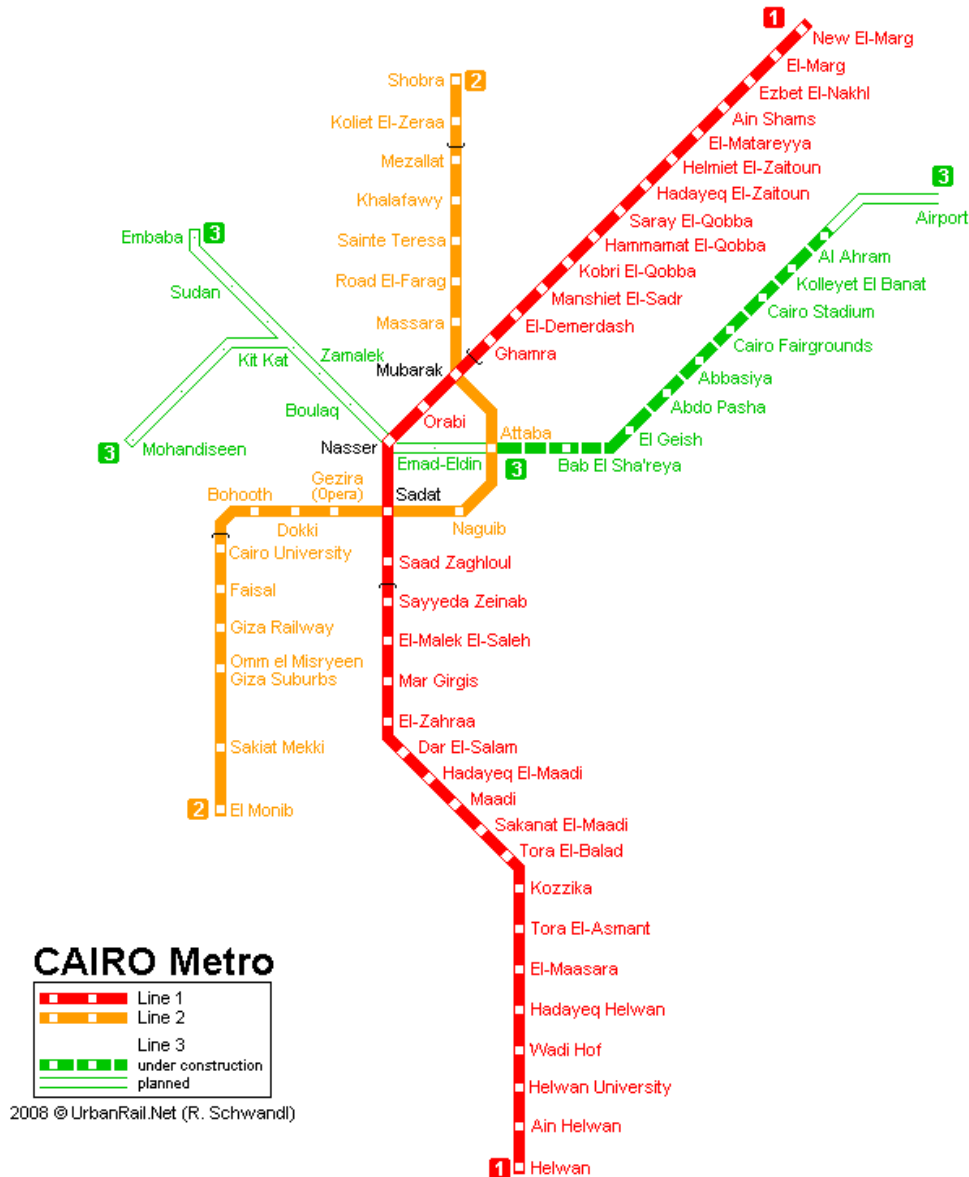 1
New El-Marg
El-Marg
Ezbet El-Nakhl
Ain Shams
El-Matareyya
Helmiet El-Zaitoun
Hadayeq El-Zaitoun
Saray El-Qobba
Hammamat El-Qobba
Kobri El-Qobba
Manshiet El-Sadr
El-Demerdash
Ghamra
Shobra
2
Koliet El-Zeraa
Mezallat
Khalafawy
Sainte Teresa
Road El-Farag
Massara
Mubarak
Orabi
3
Airport
Al Ahram
Kolleyet El Banat
Cairo Stadium
Cairo Fairgrounds
Abbasiya
Abdo Pasha
El Geish
Bab El Sha'reya
Attaba
3
Emad-Eldin
Embaba
3
Sudan
Kit Kat
Zamalek
Boulaq
3
Mohandiseen
Nasser
Sadat
Naguib
Gezira
(Opera)
Dokki
Bohooth
Cairo University
Faisal
Giza Railway
Omm el Misryeen
Giza Suburbs
Sakiat Mekki
2
El Monib
Saad Zaghloul
Sayyeda Zeinab
El-Malek El-Saleh
Mar Girgis
El-Zahraa
Dar El-Salam
Hadayeq El-Maadi
Maadi
Sakanat El-Maadi
Tora El-Balad
Kozzika
Tora El-Asmant
El-Maasara
Hadayeq Helwan
Wadi Hof
Helwan University
Ain Helwan
1
Helwan
CAIRO Metro
Line 1
Line 2
Line 3
under construction
planned
2008 © UrbanRail.Net (R. Schwandl)